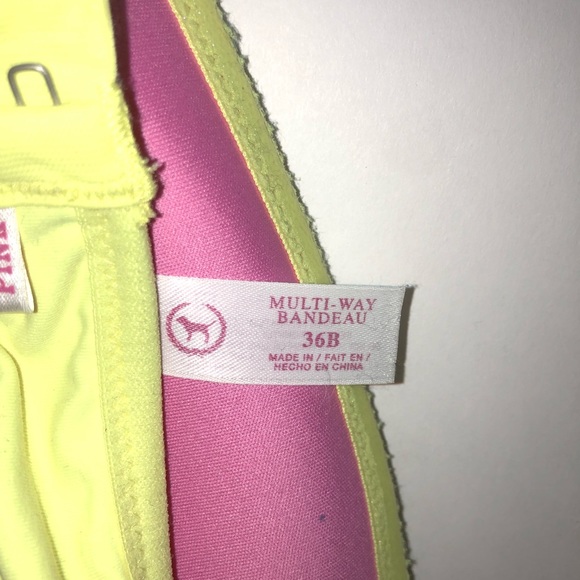 PINK
MULTI-WAY
BANDEAU
36B
MADE IN / FAIT EN /
HECHO EN CHINA